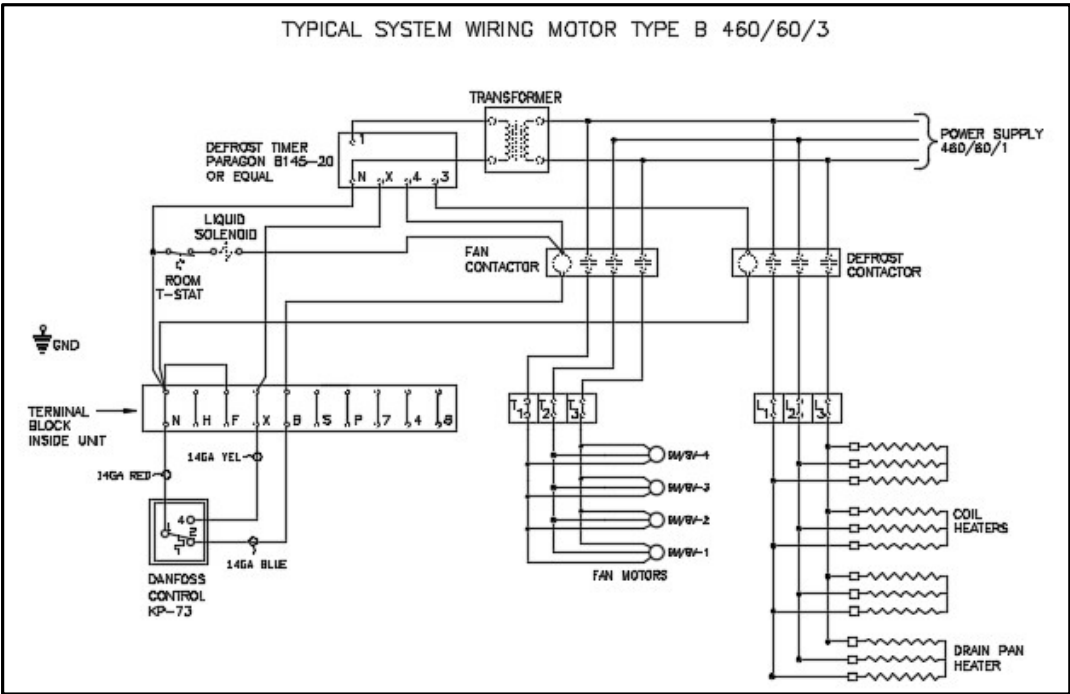 TYPICAL SYSTEM WIRING MOTOR TYPE B 460/60/3
TRANSFORMER
POWER SUPPLY
460/60/1
DEFROST TIMER
PARAGON 8145-20
OR EQUAL
1
N X 4 3
LIQUID
SOLENOID
ROOM
T-STAT
FAN
CONTACTOR
DEFROST
CONTACTOR
GND
TERMINAL
BLOCK
INSIDE UNIT
N H F X B S P 7 4 8
T1 T2 T3
L1 L2 L3
14GA YEL
14GA RED
14GA BLUE
4
1
2
DANFOSS
CONTROL
KP-73
FAN MOTORS
COIL
HEATERS
DRAIN PAN
HEATER